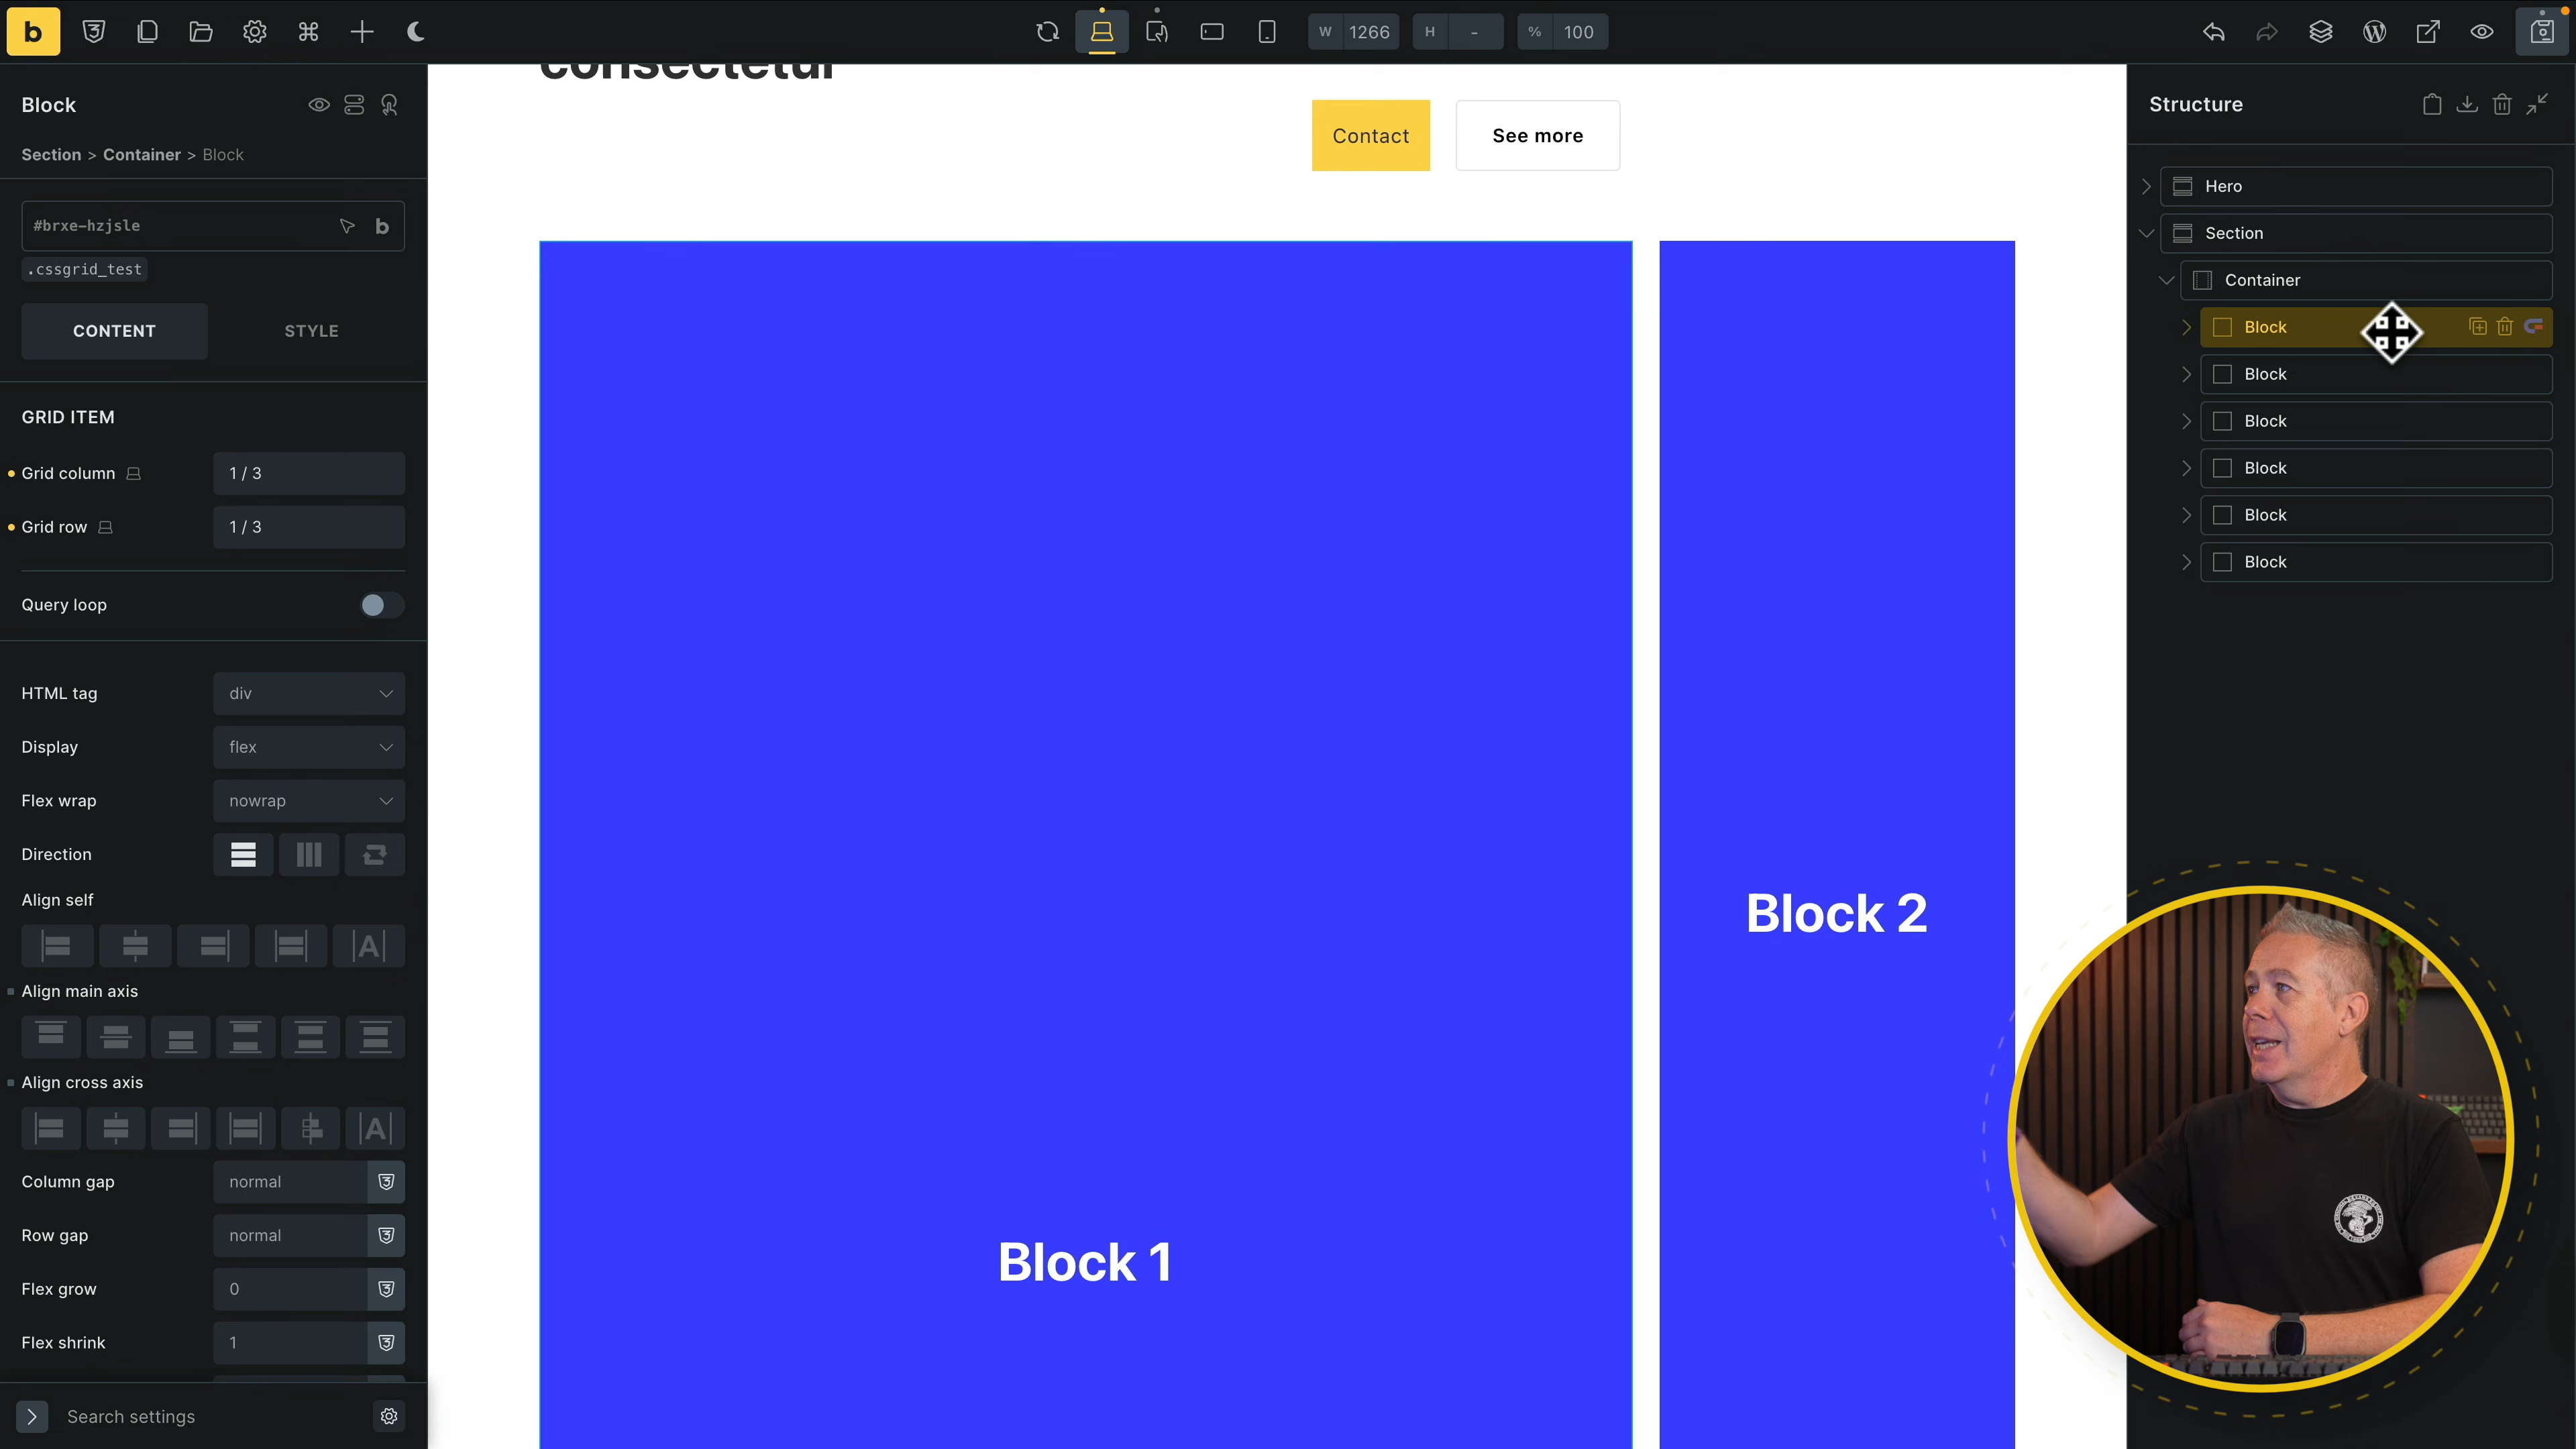 b
W 1266 H - % 100
Block
Section > Container > Block
#brxe-hzjsle
b
.cssgrid_test
CONTENT
STYLE
GRID ITEM
Grid column 1 / 3
Grid row 1 / 3
Query loop
HTML tag div
Display flex
Flex wrap nowrap
Direction
Align self
A
Align main axis
Align cross axis
A
Column gap normal
Row gap normal
Flex grow 0
Flex shrink 1
Search settings
consectetur
Contact
See more
Block 1
Block 2
Structure
Hero
Section
Container
Block
Block
Block
Block
Block
Block